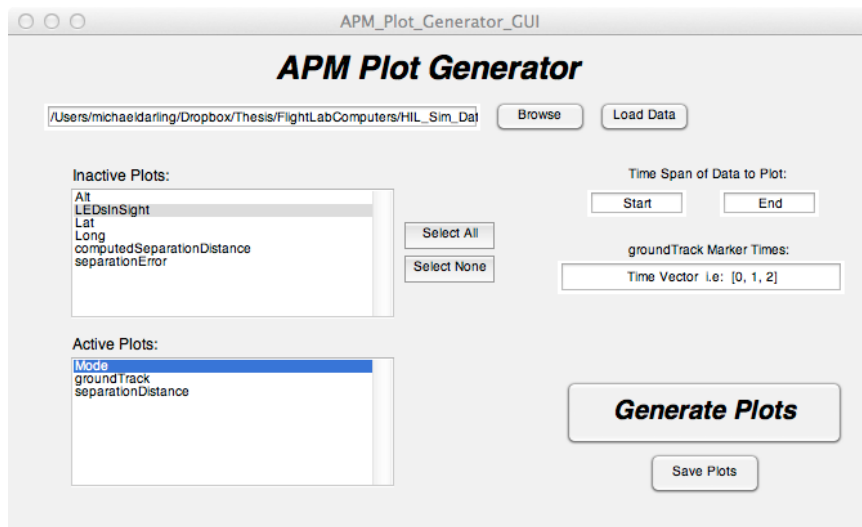 APM_Plot_Generator_GUI
APM Plot Generator
/Users/michaeldarling/Dropbox/Thesis/FlightLabComputers/HIL_Sim_Dat
Browse
Load Data
Inactive Plots:
Alt
LEDsInSight
Lat
Long
computedSeparationDistance
separationError
Select All
Select None
Time Span of Data to Plot:
Start
End
groundTrack Marker Times:
Time Vector i.e: [0, 1, 2]
Active Plots:
Mode
groundTrack
separationDistance
Generate Plots
Save Plots